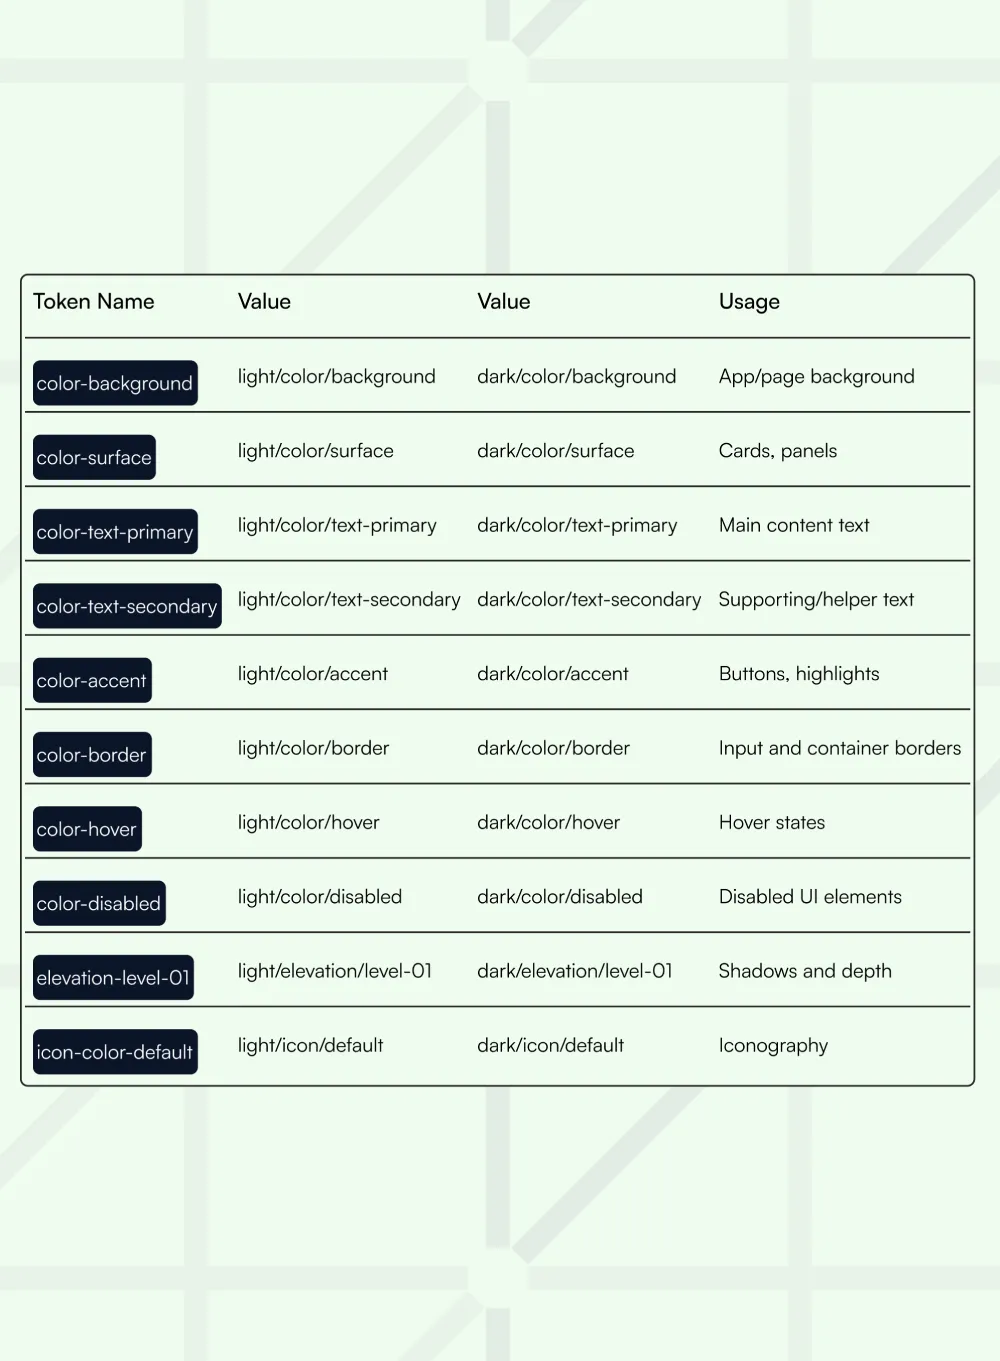 Token Name Value Value Usage
color-background light/color/background dark/color/background App/page background
color-surface light/color/surface dark/color/surface Cards, panels
color-text-primary light/color/text-primary dark/color/text-primary Main content text
color-text-secondary light/color/text-secondary dark/color/text-secondary Supporting/helper text
color-accent light/color/accent dark/color/accent Buttons, highlights
color-border light/color/border dark/color/border Input and container borders
color-hover light/color/hover dark/color/hover Hover states
color-disabled light/color/disabled dark/color/disabled Disabled UI elements
elevation-level-01 light/elevation/level-01 dark/elevation/level-01 Shadows and depth
icon-color-default light/icon/default dark/icon/default Iconography